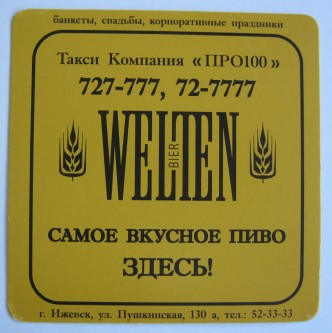 банкеты, свадьбы, корпоративные праздники
Такси Компания «ПРО100»
727-777, 72-7777
WELTEN
BIER
САМОЕ ВКУСНОЕ ПИВО
ЗДЕСЬ!
г. Ижевск, ул. Пушкинская, 130 а, тел.: 52-33-33